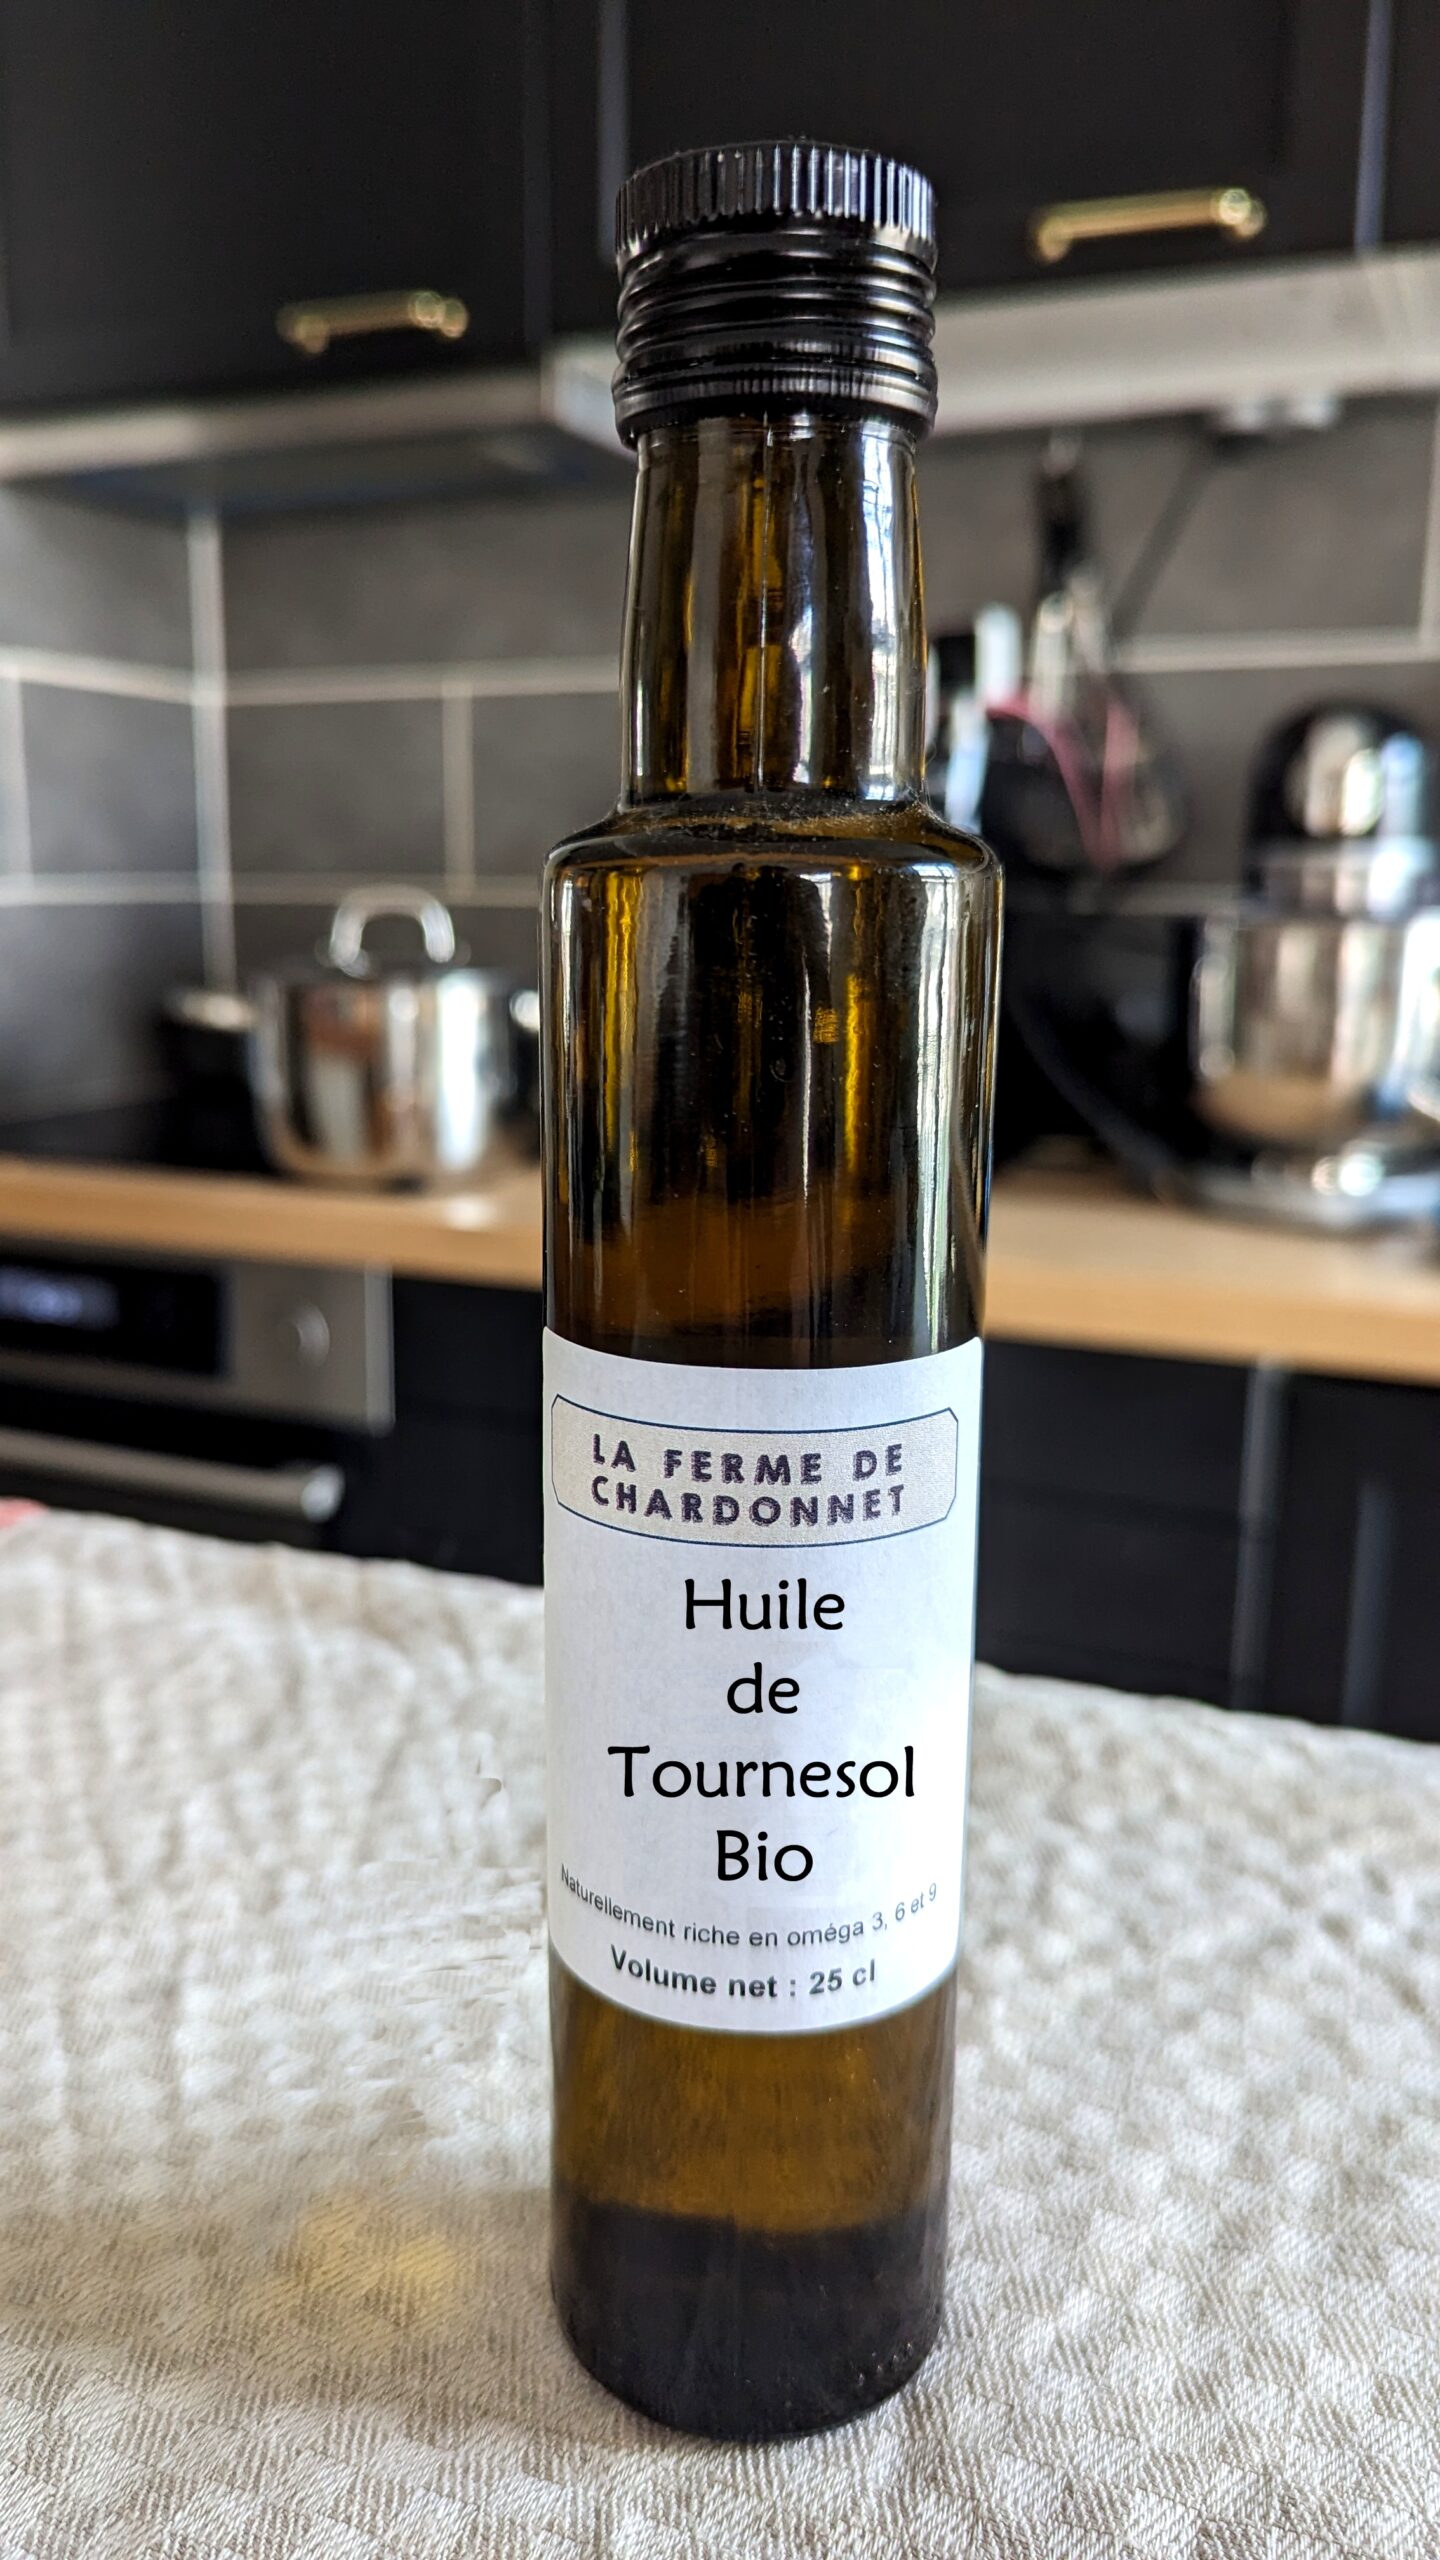 LA FERME DE
CHARDONNET
Huile
de
Tournesol
Bio
Naturellement riche en oméga 3, 6 et 9
Volume net : 25 cl